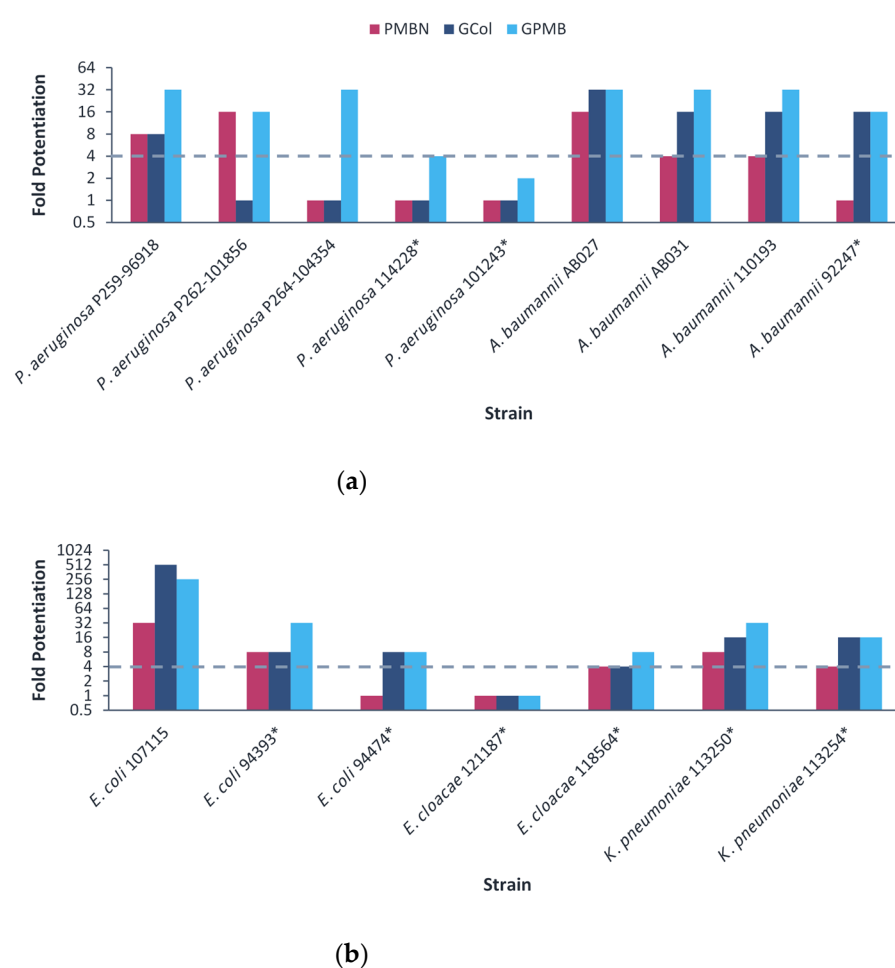 PMBN GCol GPMB
Fold Potentiation
64
32
16
8
4
2
1
0.5
P. aeruginosa P259-96918
P. aeruginosa P262-101856
P. aeruginosa P264-104354
P. aeruginosa 114228*
P. aeruginosa 101243*
A. baumannii AB027
A. baumannii AB031
A. baumannii 110193
A. baumannii 92247*
Strain
(a)
Fold Potentiation
1024
512
256
128
64
32
16
8
4
2
1
0.5
E. coli 107115
E. coli 94393*
E. coli 94474*
E. cloacae 121187*
E. cloacae 118564*
K. pneumoniae 113250*
K. pneumoniae 113254*
Strain
(b)